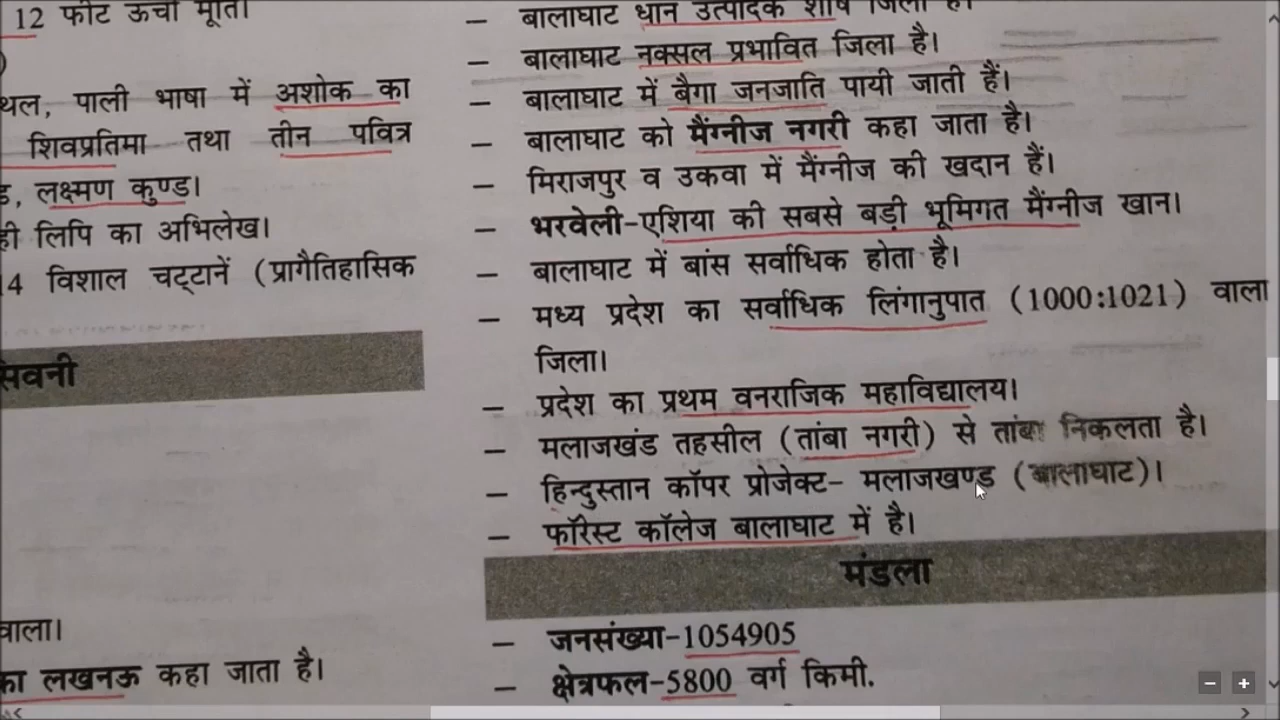 12 फीट ऊंची मूर्ति।
थल, पाली भाषा में अशोक का
शिवप्रतिमा तथा तीन पवित्र
लक्ष्मण कुण्ड।
ही लिपि का अभिलेख।
14 विशाल चट्टानें (प्रागैतिहासिक
सिवनी
वाला।
का लखनऊ कहा जाता है।
– बालाघाट धान उत्पादक शीर्ष जिला है।
– बालाघाट नक्सल प्रभावित जिला है।
– बालाघाट में बैगा जनजाति पायी जाती हैं।
– बालाघाट को मैंग्नीज नगरी कहा जाता है।
– मिराजपुर व उकवा में मैंग्नीज की खदान हैं।
– भरवेली-एशिया की सबसे बड़ी भूमिगत मैंग्नीज खान।
– बालाघाट में बांस सर्वाधिक होता है।
– मध्य प्रदेश का सर्वाधिक लिंगानुपात (1000:1021) वाला
जिला।
– प्रदेश का प्रथम वनराजिक महाविद्यालय।
– मलाजखंड तहसील (तांबा नगरी) से तांबा निकलता है।
– हिन्दुस्तान कॉपर प्रोजेक्ट- मलाजखण्ड (बालाघाट)।
– फॉरेस्ट कॉलेज बालाघाट में है।
मंडला
– जनसंख्या-1054905
– क्षेत्रफल-5800 वर्ग किमी.